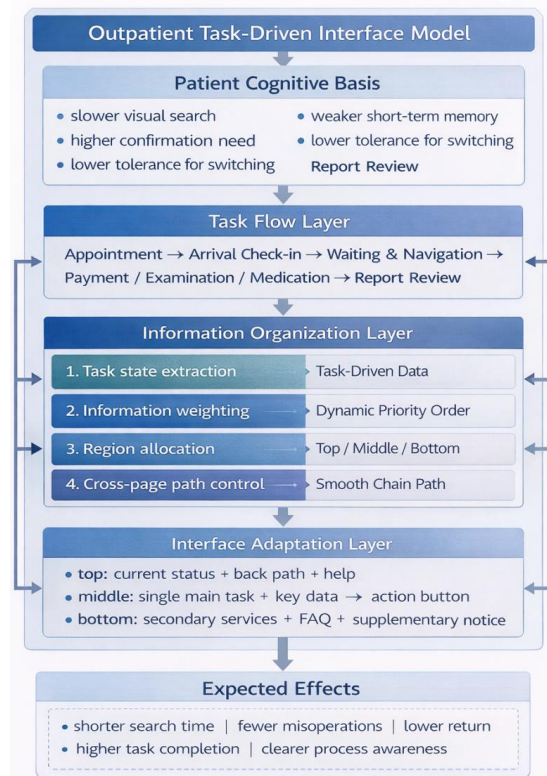 Outpatient Task-Driven Interface Model
Patient Cognitive Basis
• slower visual search
• higher confirmation need
• lower tolerance for switching
• weaker short-term memory
• lower tolerance for switching
Report Review
Task Flow Layer
Appointment → Arrival Check-in → Waiting & Navigation →
Payment / Examination / Medication → Report Review
Information Organization Layer
1. Task state extraction → Task-Driven Data
2. Information weighting Dynamic Priority Order
3. Region allocation → Top / Middle / Bottom
4. Cross-page path control → Smooth Chain Path
Interface Adaptation Layer
• top: current status + back path + help
• middle: single main task + key data → action button
• bottom: secondary services + FAQ + supplementary notice
Expected Effects
• shorter search time | fewer misoperations | lower return
• higher task completion | clearer process awareness